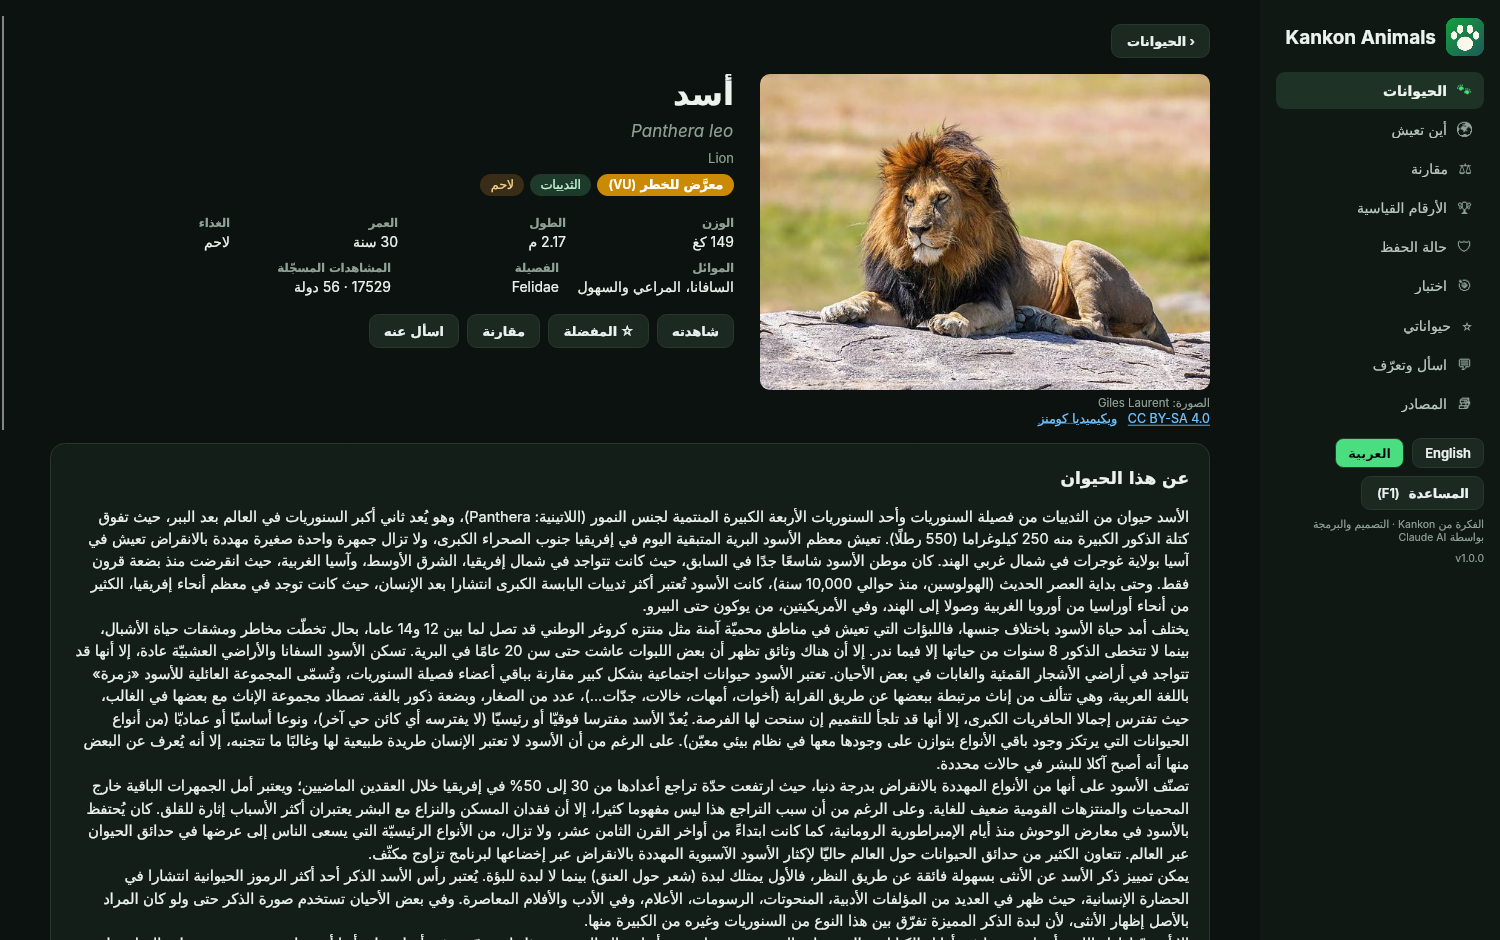 Kankon Animals
الحيوانات
أين تعيش
مقارنة
الأرقام القياسية
حالة الحفظ
اختبار
حيواناتي
اسأل وتعرّف
المصادر
English
العربية
المساعدة (F1)
الفكرة من Kankon · التصميم والبرمجة
بواسطة Claude AI
v1.0.0
‹ الحيوانات
أسد
Panthera leo
Lion
معرَّض للخطر (VU)
الثدييات
لاحم
الوزن
149 كغ
الطول
2.17 م
العمر
30 سنة
الغذاء
لاحم
الموائل
السافانا، المراعي والسهول
الفصيلة
Felidae
المشاهدات المسجّلة
17529 · 56 دولة
شاهدته
☆ المفضلة
مقارنة
اسأل عنه
الصورة: Giles Laurent
CC BY-SA 4.0 ويكيميديا كومنز
عن هذا الحيوان
الأسد حيوان من الثدييات من فصيلة السنوريات وأحد السنوريات الأربعة الكبيرة المنتمية لجنس النمور (اللاتينية: Panthera)، وهو يُعد ثاني أكبر السنوريات في العالم بعد الببر، حيث تفوق
كتلة الذكور الكبيرة منه 250 كيلوغراما (550 رطلًا). تعيش معظم الأسود البرية المتبقية اليوم في إفريقيا جنوب الصحراء الكبرى، ولا تزال جمهرة واحدة صغيرة مهددة بالانقراض تعيش في
آسيا بولاية غوجرات في شمال غربي الهند. كان موطن الأسود شاسعًا جدًا في السابق، حيث كانت تتواجد في شمال إفريقيا، الشرق الأوسط، وآسيا الغربية، حيث انقرضت منذ بضعة قرون
فقط. وحتى بداية العصر الحديث (الهولوسين، منذ حوالي 10,000 سنة)، كانت الأسود تُعتبر أكثر ثدييات اليابسة الكبرى انتشارا بعد الإنسان، حيث كانت توجد في معظم أنحاء إفريقيا، الكثير
من أنحاء أوراسيا من أوروبا الغربية وصولا إلى الهند، وفي الأمريكيتين، من يوكون حتى البيرو.
يختلف أمد حياة الأسود باختلاف جنسها، فاللبؤات التي تعيش في مناطق محميّة آمنة مثل منتزه كروغر الوطني قد تصل لما بين 12 و14 عاما، بحال تخطّت مخاطر ومشقات حياة الأشبال،
بينما لا تتخطى الذكور 8 سنوات من حياتها إلا فيما ندر. إلا أن هناك وثائق تظهر أن بعض اللبوات عاشت حتى سن 20 عامًا في البرية. تسكن الأسود السفانا والأراضي العشبيّة عادة، إلا أنها قد
تتواجد في أراضي الأشجار القمئية والغابات في بعض الأحيان. تعتبر الأسود حيوانات اجتماعية بشكل كبير مقارنة بباقي أعضاء فصيلة السنوريات، وتُسمّى المجموعة العائلية للأسود «زمرة»
باللغة العربية، وهي تتألف من إناث مرتبطة ببعضها عن طريق القرابة (أخوات، أمهات، خالات، جدّات...)، عدد من الصغار، وبضعة ذكور بالغة. تصطاد مجموعة الإناث مع بعضها في الغالب،
حيث تفترس إجمالا الحافريات الكبرى، إلا أنها قد تلجأ للتقميم إن سنحت لها الفرصة. يُعدّ الأسد مفترسا فوقيّا أو رئيسيّا (لا يفترسه أي كائن حي آخر)، ونوعا أساسيّا أو عماديّا (من أنواع
الحيوانات التي يرتكز وجود باقي الأنواع بتوازن على وجودها معها في نظام بيئي معيّن). على الرغم من أن الأسود لا تعتبر الإنسان طريدة طبيعية لها وغالبًا ما تتجنبه، إلا أنه يُعرف عن البعض
منها أنه أصبح آكلا للبشر في حالات محددة.
تصنّف الأسود على أنها من الأنواع المهددة بالانقراض بدرجة دنيا، حيث ارتفعت حدّة تراجع أعدادها من 30 إلى 50% في إفريقيا خلال العقدين الماضيين؛ ويعتبر أمل الجمهرات الباقية خارج
المحميات والمنتزهات القومية ضعيف للغاية. وعلى الرغم من أن سبب التراجع هذا ليس مفهوما كثيرا، إلا أن فقدان المسكن والنزاع مع البشر يعتبران أكثر الأسباب إثارة للقلق. كان يُحتفظ
بالأسود في معارض الوحوش منذ أيام الإمبراطورية الرومانية، كما كانت ابتداءً من أواخر القرن الثامن عشر، ولا تزال، من الأنواع الرئيسيّة التي يسعى الناس إلى عرضها في حدائق الحيوان
عبر العالم. تتعاون الكثير من حدائق الحيوانات حول العالم حاليّا لإكثار الأسود الآسيوية المهددة بالانقراض عبر إخضاعها لبرنامج تزاوج مكثّف.
يمكن تمييز ذكر الأسد عن الأنثى بسهولة فائقة عن طريق النظر، فالأول يمتلك لبدة (شعر حول العنق) بينما لا لبدة للبؤة. يُعتبر رأس الأسد الذكر أحد أكثر الرموز الحيوانية انتشارا في
الحضارة الإنسانية، حيث ظهر في العديد من المؤلفات الأدبية، المنحوتات، الرسومات، الأعلام، وفي الأدب والأفلام المعاصرة. وفي بعض الأحيان تستخدم صورة الذكر حتى ولو كان المراد
بالأصل إظهار الأنثى، لأن لبدة الذكر المميزة تفرّق بين هذا النوع من السنوريات وغيره من الكبيرة منها.